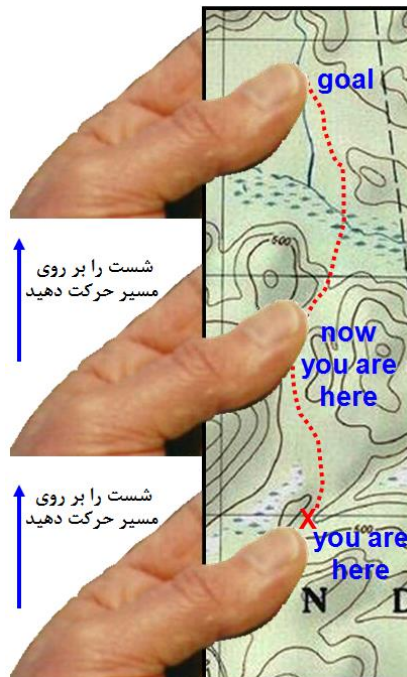 goal
شست را بر روی
مسیر حرکت دهید
now
you are
here
شست را بر روی
مسیر حرکت دهید
X
you are
here
N D